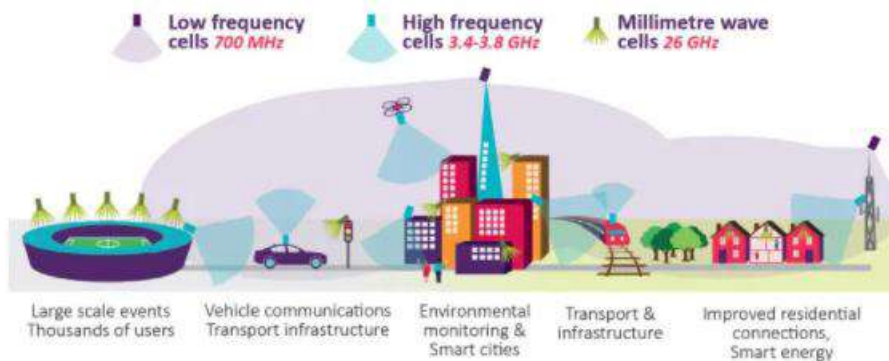 Low frequency
cells 700 MHz
High frequency
cells 3.4-3.8 GHz
Millimetre wave
cells 26 GHz
Large scale events
Thousands of users
Vehicle communications
Transport infrastructure
Environmental
monitoring &
Smart cities
Transport &
infrastructure
Improved residential
connections,
Smart energy